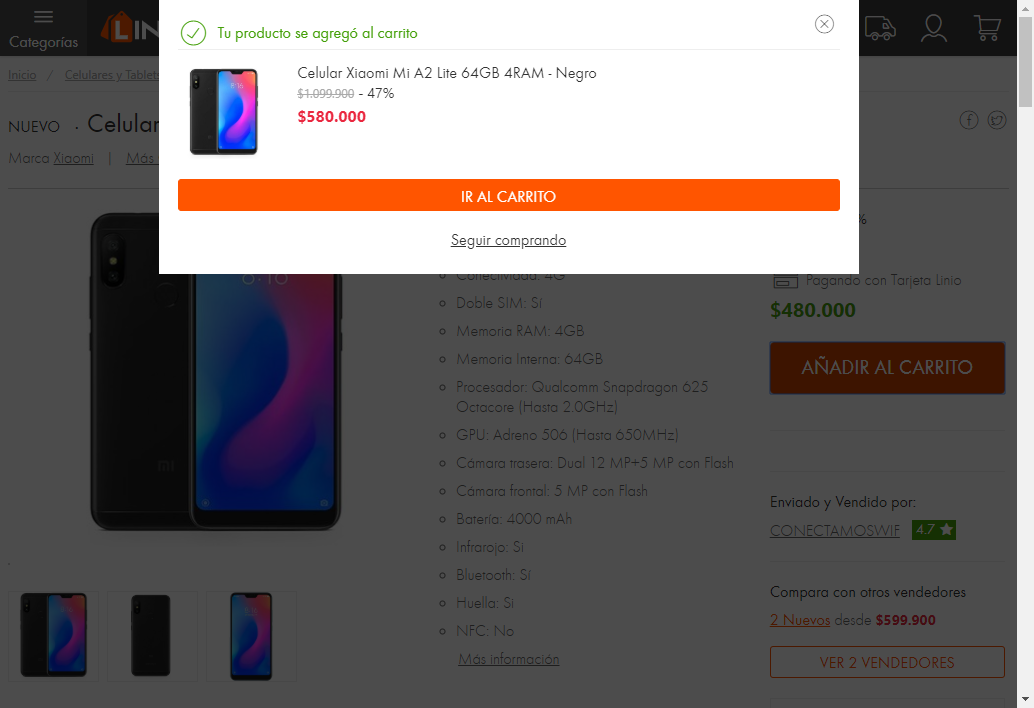 Tu producto se agregó al carrito
Celular Xiaomi Mi A2 Lite 64GB 4RAM - Negro
$1.099.900 - 47%
$580.000
IR AL CARRITO
Seguir comprando
Categorías
LIN
Inicio / Celulares y Tablets
NUEVO · Celular
Marca Xiaomi | Más
%
Conectividad: 4G
Doble SIM: Sí
Memoria RAM: 4GB
Memoria Interna: 64GB
Procesador: Qualcomm Snapdragon 625
Octacore (Hasta 2.0GHz)
GPU: Adreno 506 (Hasta 650MHz)
Cámara trasera: Dual 12 MP+5 MP con Flash
Cámara frontal: 5 MP con Flash
Batería: 4000 mAh
Infrarojo: Si
Bluetooth: Sí
Huella: Si
NFC: No
Más información
Pagando con Tarjeta Linio
$480.000
AÑADIR AL CARRITO
Enviado y Vendido por:
CONECTAMOSWIF 4.7
Compara con otros vendedores
2 Nuevos desde $599.900
VER 2 VENDEDORES